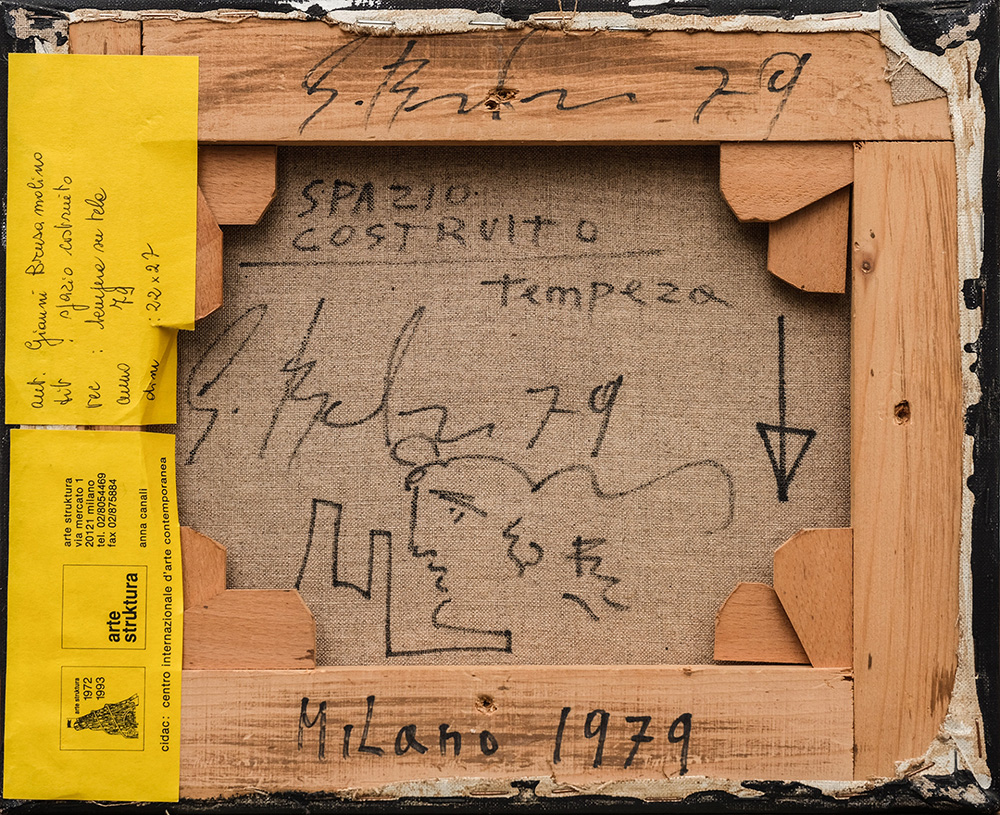 79
SPAZIO
COSTRUITO
tempera
79
Milano 1979
aut. Gianni Brusamolino
tit : spazio costruito
tec : tempera su tela
anno 79
dim : 22 x 27
arte struktura
via mercato 1
20121 milano
tel. 02/8054469
fax 02/875884
anna canali
arte
struktura
arte struktura
1972
1993
cidac: centro internazionale d'arte contemporanea